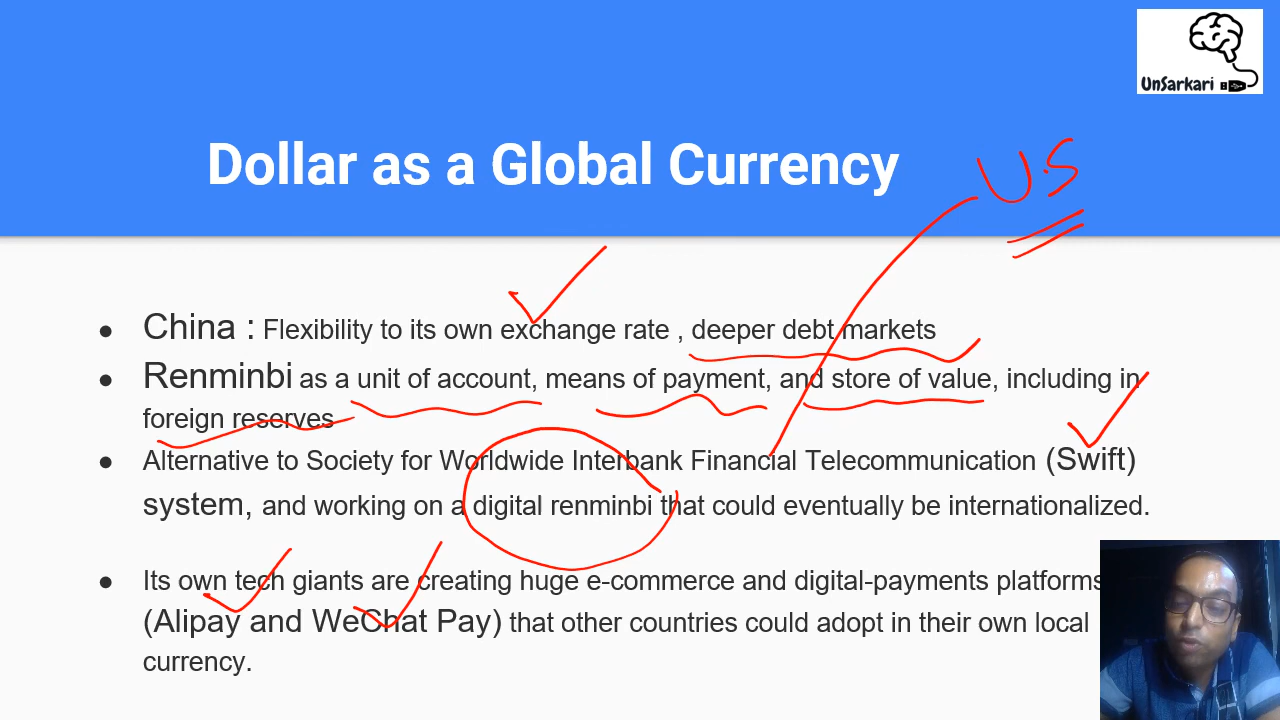 UnSarkari
Dollar as a Global Currency
U.S
● China : Flexibility to its own exchange rate , deeper debt markets
● Renminbi as a unit of account, means of payment, and store of value, including in
foreign reserves
● Alternative to Society for Worldwide Interbank Financial Telecommunication (Swift)
system, and working on a digital renminbi that could eventually be internationalized.
● Its own tech giants are creating huge e-commerce and digital-payments platforms
(Alipay and WeChat Pay) that other countries could adopt in their own local
currency.